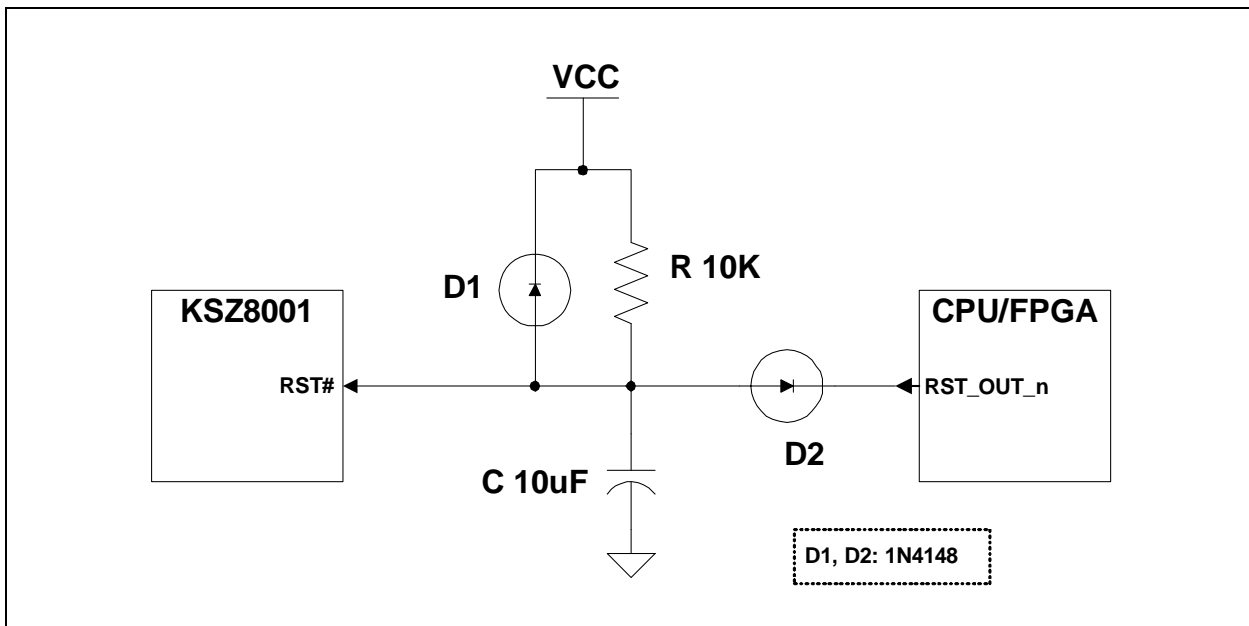 VCC
D1
R 10K
KSZ8001
RST#
CPU/FPGA
RST_OUT_n
D2
C 10uF
D1, D2: 1N4148